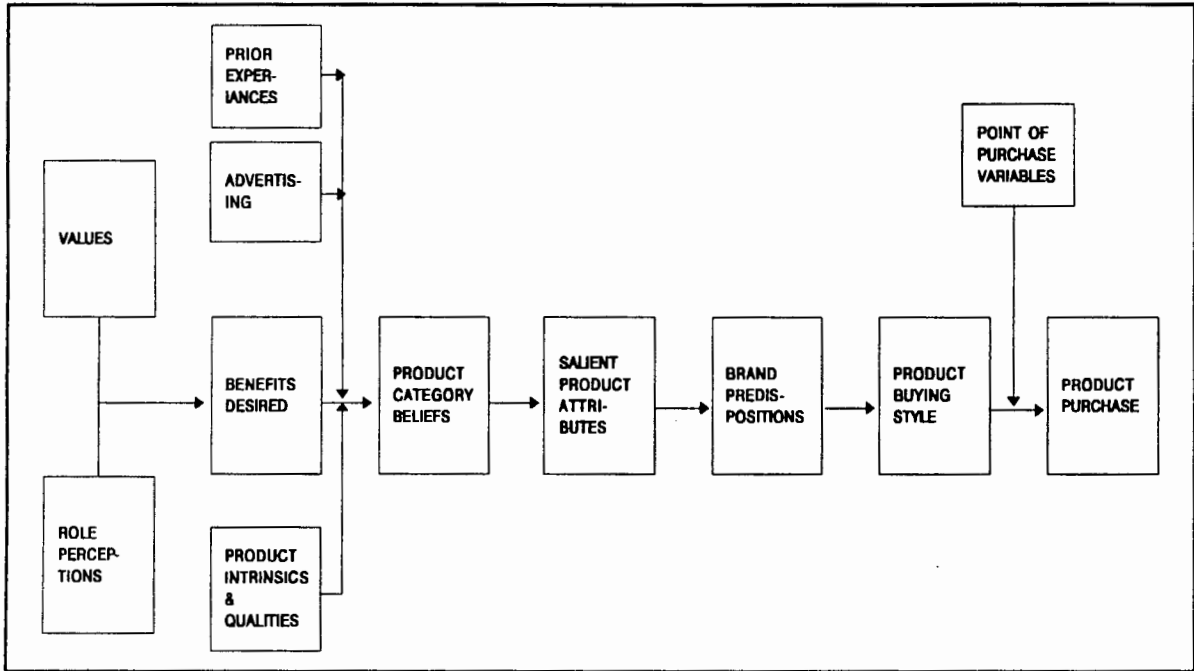 PRIOR
EXPER-
IANCES
ADVERTIS-
ING
VALUES
ROLE
PERCEP-
TIONS
BENEFITS
DESIRED
PRODUCT
INTRINSICS
&
QUALITIES
PRODUCT
CATEGORY
BELIEFS
SALIENT
PRODUCT
ATTRI-
BUTES
BRAND
PREDIS-
POSITIONS
PRODUCT
BUYING
STYLE
POINT OF
PURCHASE
VARIABLES
PRODUCT
PURCHASE